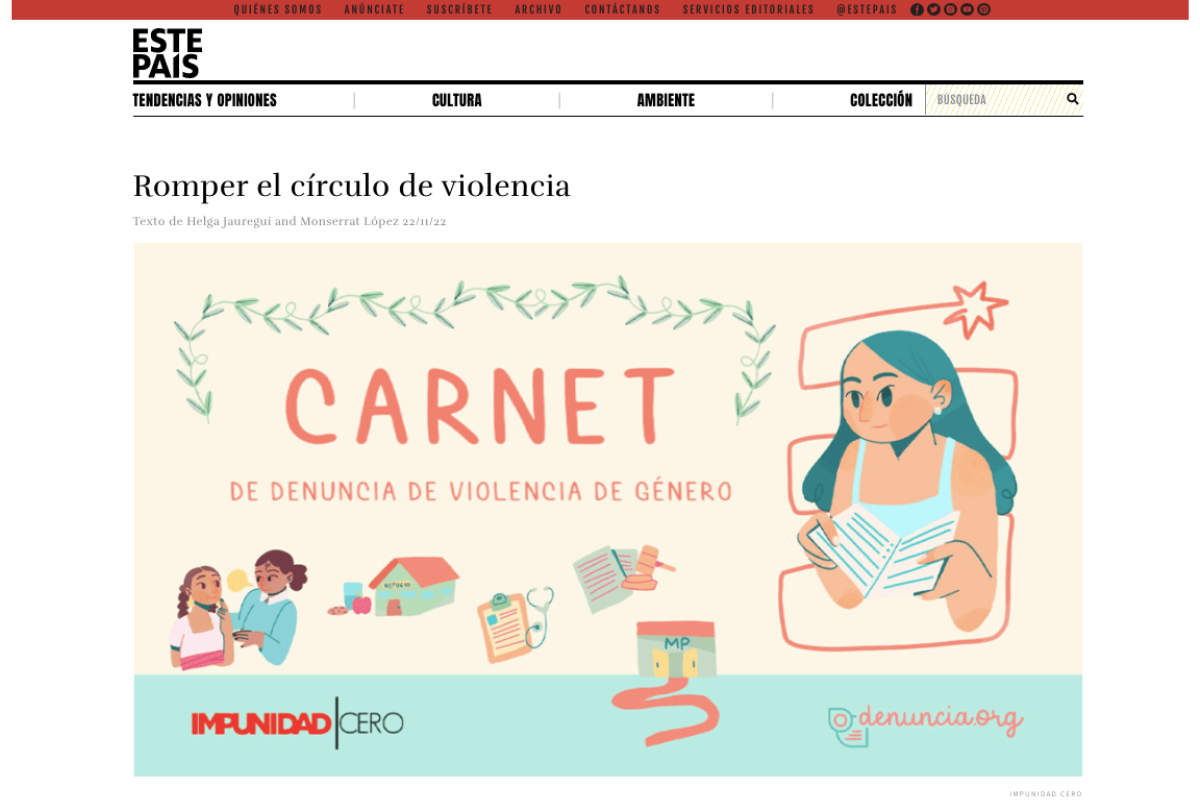 QUIÉNES SOMOS ANÚNCIATE SUSCRÍBETE ARCHIVO CONTÁCTANOS SERVICIOS EDITORIALES @ESTEPAIS
ESTE
PAÍS
TENDENCIAS Y OPINIONES | CULTURA | AMBIENTE | COLECCIÓN BÚSQUEDA
Romper el círculo de violencia
Texto de Helga Jauregui and Monserrat López 22/11/22
CARNET
DE DENUNCIA DE VIOLENCIA DE GÉNERO
REFUGIO
MP
IMPUNIDAD|CERO
denuncia.org
IMPUNIDAD CERO